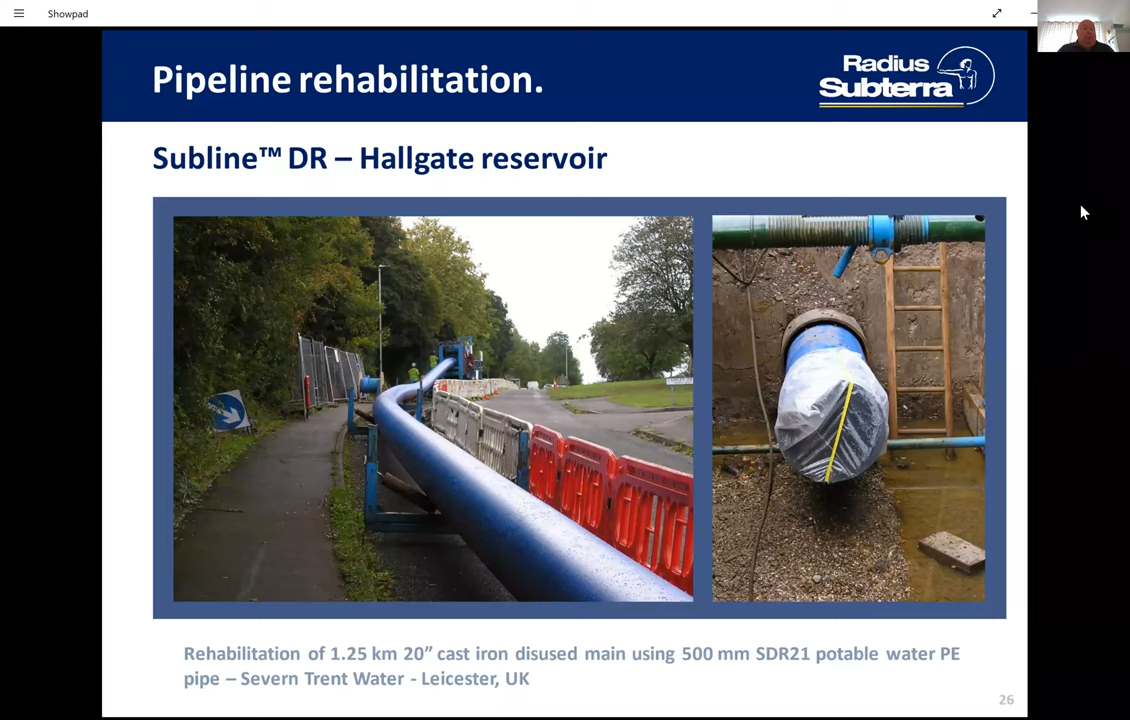 Showpad
Pipeline rehabilitation.
Radius
Subterra
Subline™ DR – Hallgate reservoir
Rehabilitation of 1.25 km 20” cast iron disused main using 500 mm SDR21 potable water PE
pipe – Severn Trent Water - Leicester, UK
26